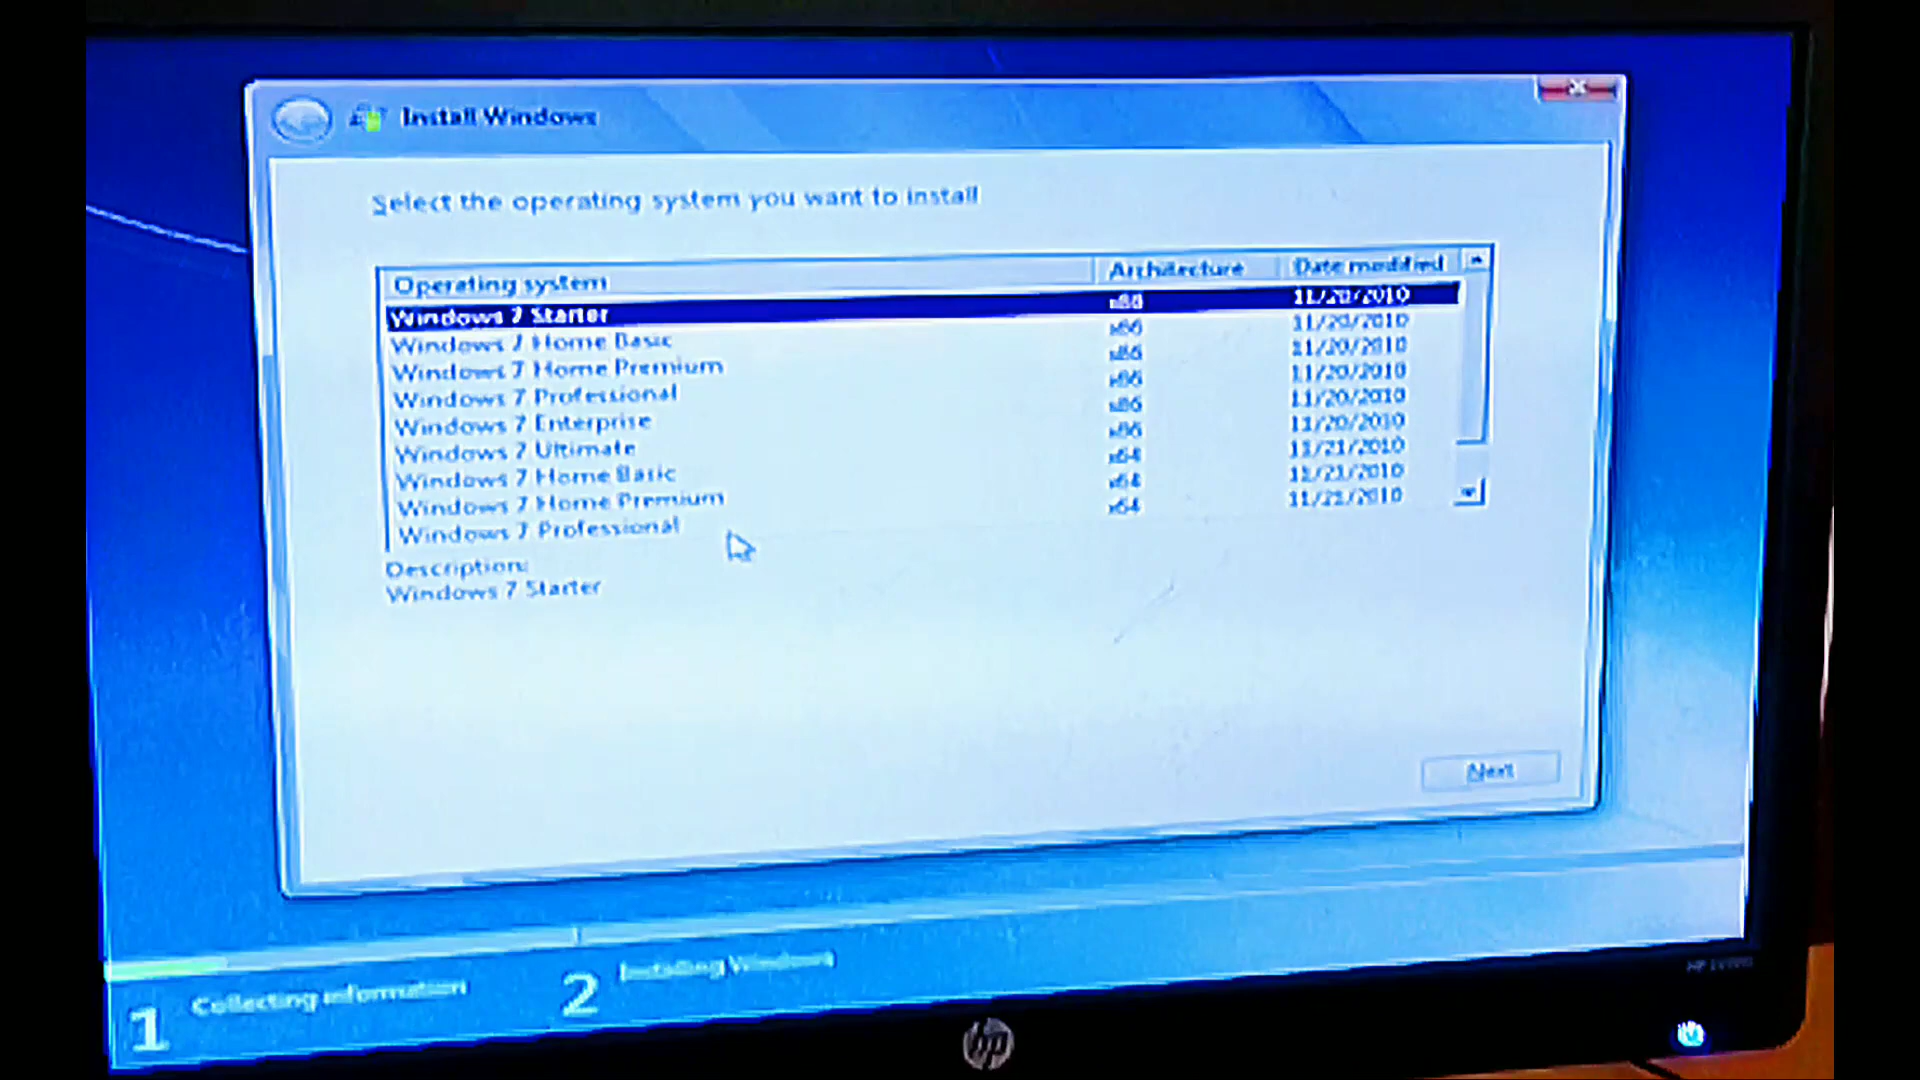 Install Windows
Select the operating system you want to install
Operating system Architecture Date modified
Windows 7 Starter x86 11/20/2010
Windows 7 Home Basic x86 11/20/2010
Windows 7 Home Premium x86 11/20/2010
Windows 7 Professional x86 11/20/2010
Windows 7 Enterprise x86 11/20/2010
Windows 7 Ultimate x86 11/20/2010
Windows 7 Home Basic x64 11/21/2010
Windows 7 Home Premium x64 11/21/2010
Windows 7 Professional x64 11/21/2010
Description:
Windows 7 Starter
Next
1 Collecting information
2 Installing Windows
hp